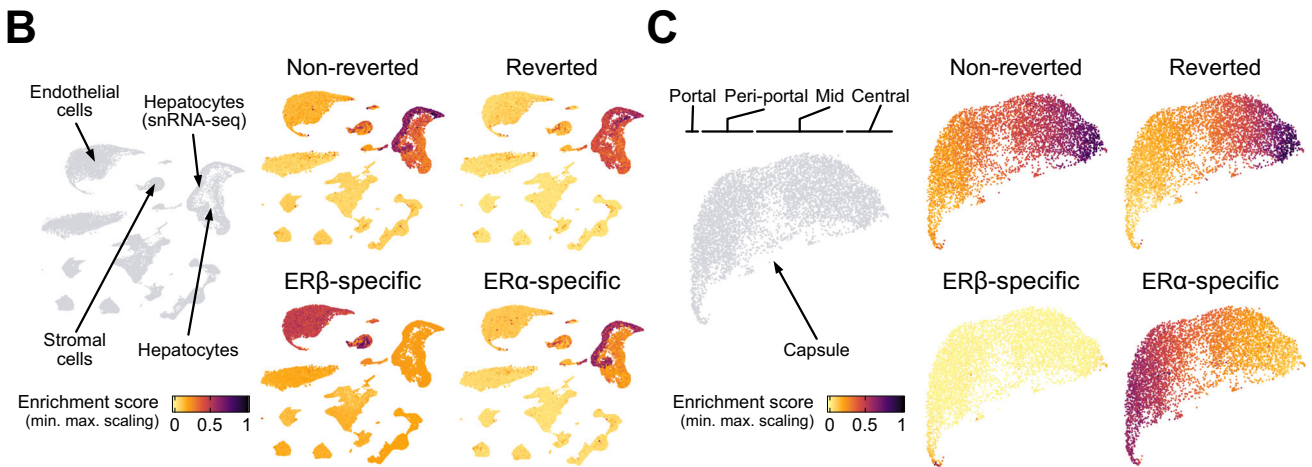 B
Non-reverted
Reverted
Endothelial
cells
Hepatocytes
(snRNA-seq)
ERβ-specific
ERα-specific
Stromal
cells
Hepatocytes
Enrichment score
(min. max. scaling)
0 0.5 1
C
Non-reverted
Reverted
Portal Peri-portal Mid Central
ERβ-specific
ERα-specific
Capsule
Enrichment score
(min. max. scaling)
0 0.5 1